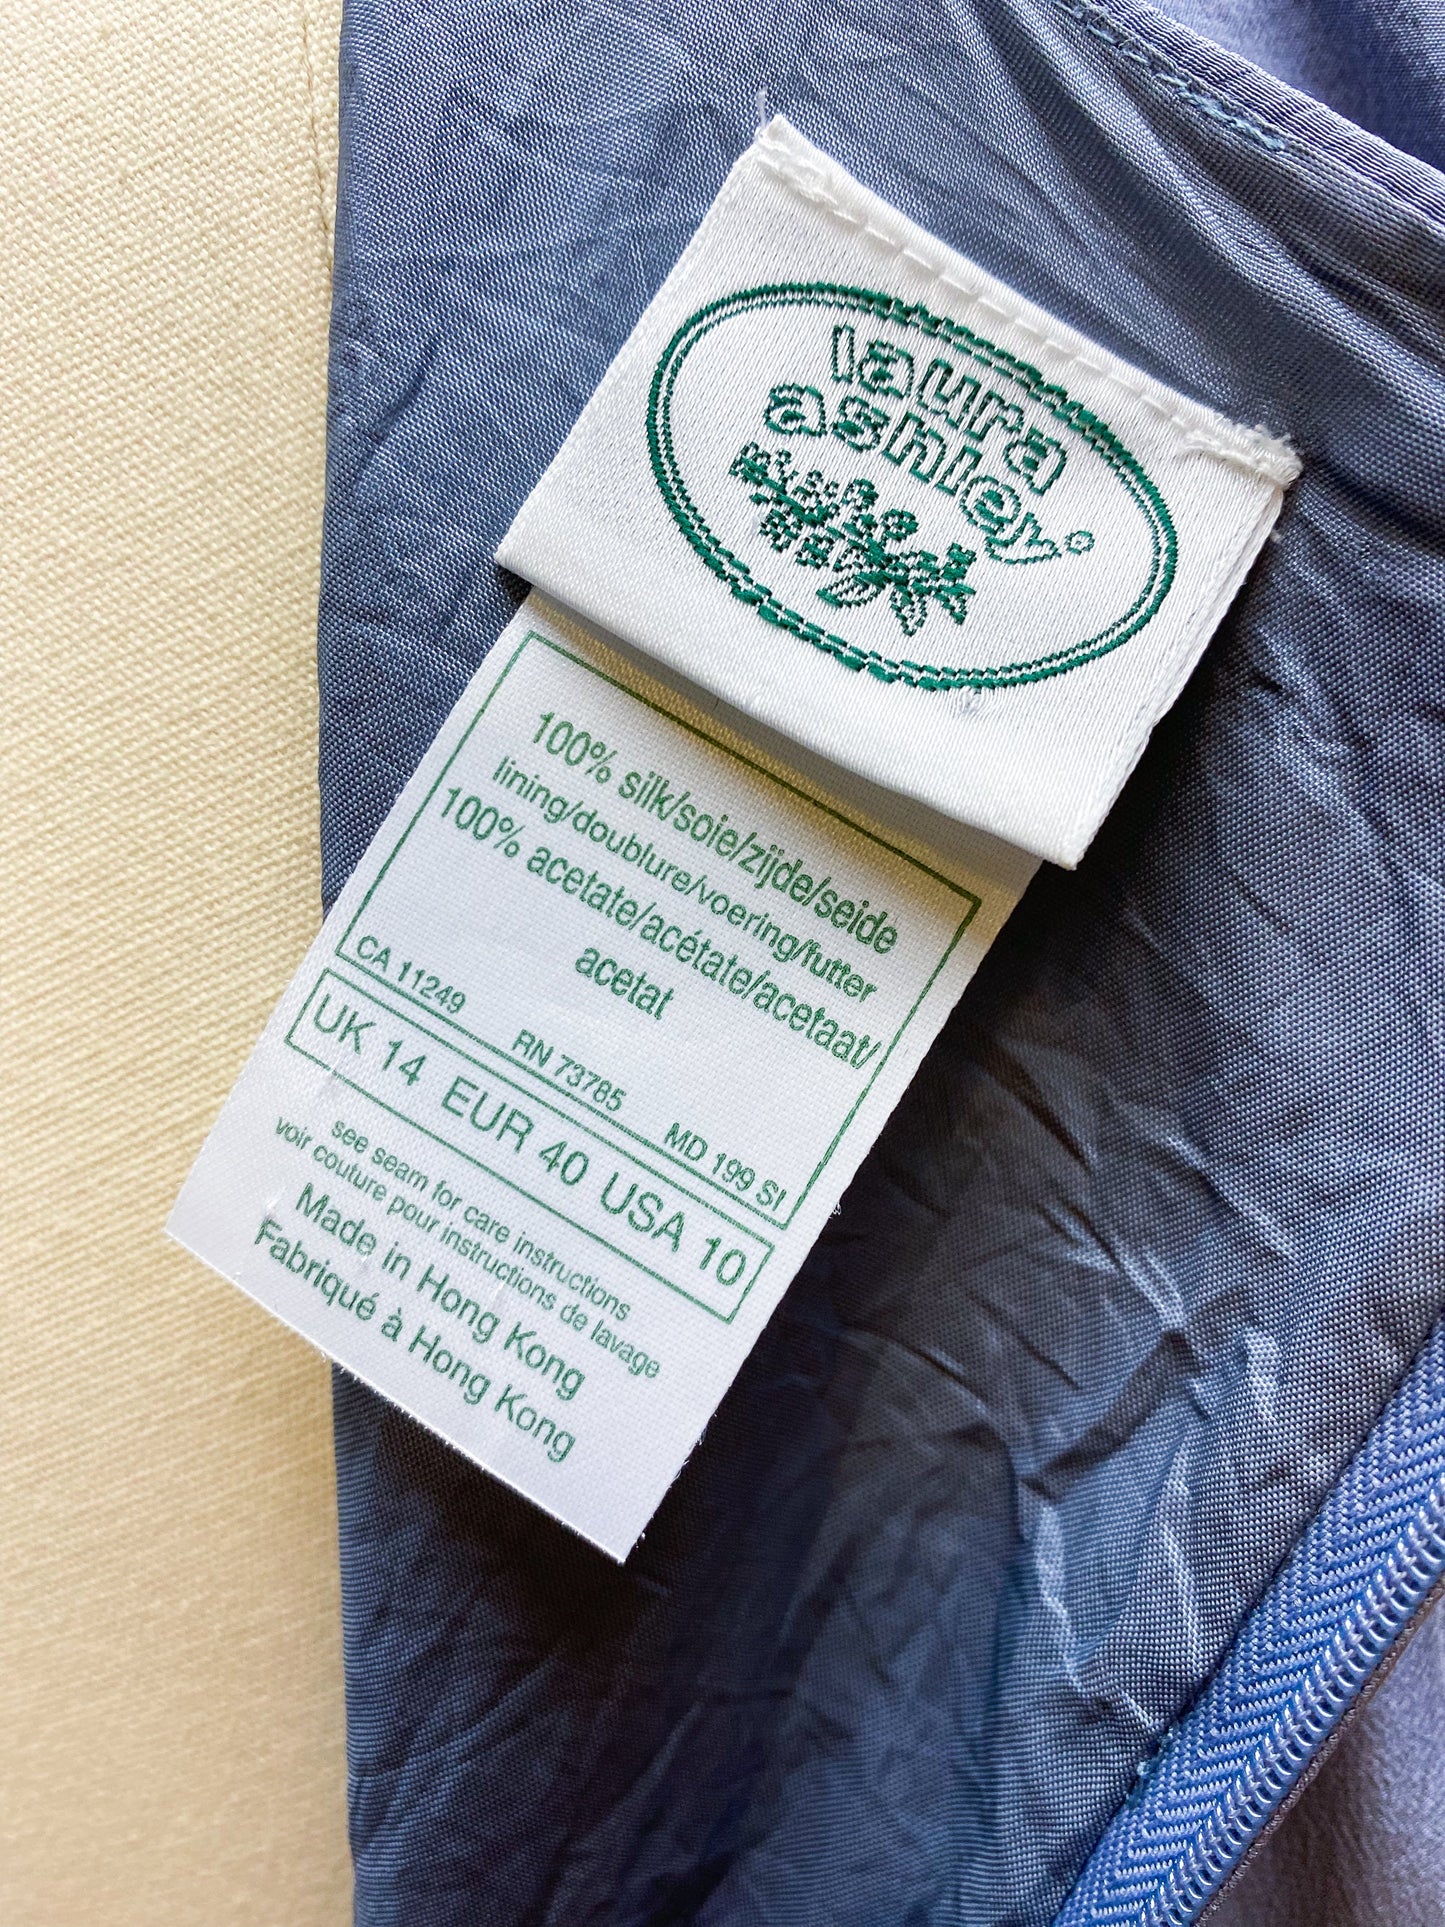 laura
ashley®
100% silk/soie/zijde/seide
lining/doublure/voering/futter
100% acetate/acétate/acetaat/
acetat
CA 11249 RN 73785 MD 199 SI
UK 14 EUR 40 USA 10
see seam for care instructions
voir couture pour instructions de lavage
Made in Hong Kong
Fabriqué à Hong Kong